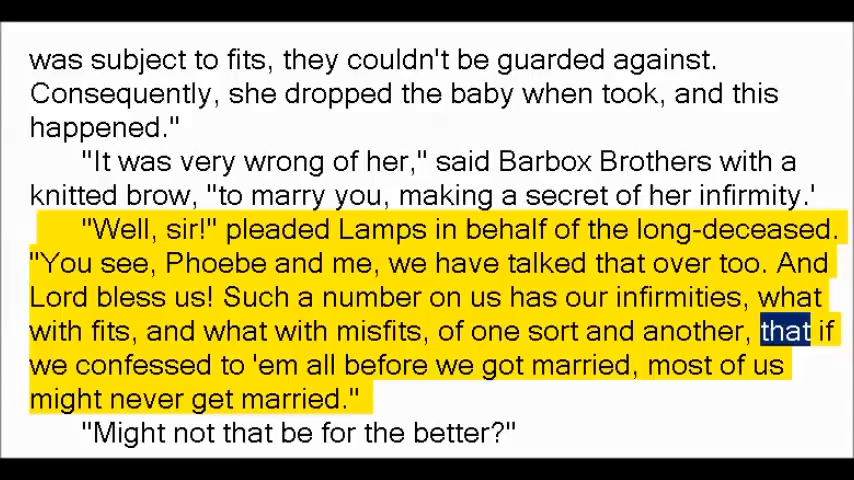 was subject to fits, they couldn't be guarded against.
Consequently, she dropped the baby when took, and this
happened."
"It was very wrong of her," said Barbox Brothers with a
knitted brow, "to marry you, making a secret of her infirmity.'
"Well, sir!" pleaded Lamps in behalf of the long-deceased.
"You see, Phoebe and me, we have talked that over too. And
Lord bless us! Such a number on us has our infirmities, what
with fits, and what with misfits, of one sort and another, that if
we confessed to 'em all before we got married, most of us
might never get married."
"Might not that be for the better?"